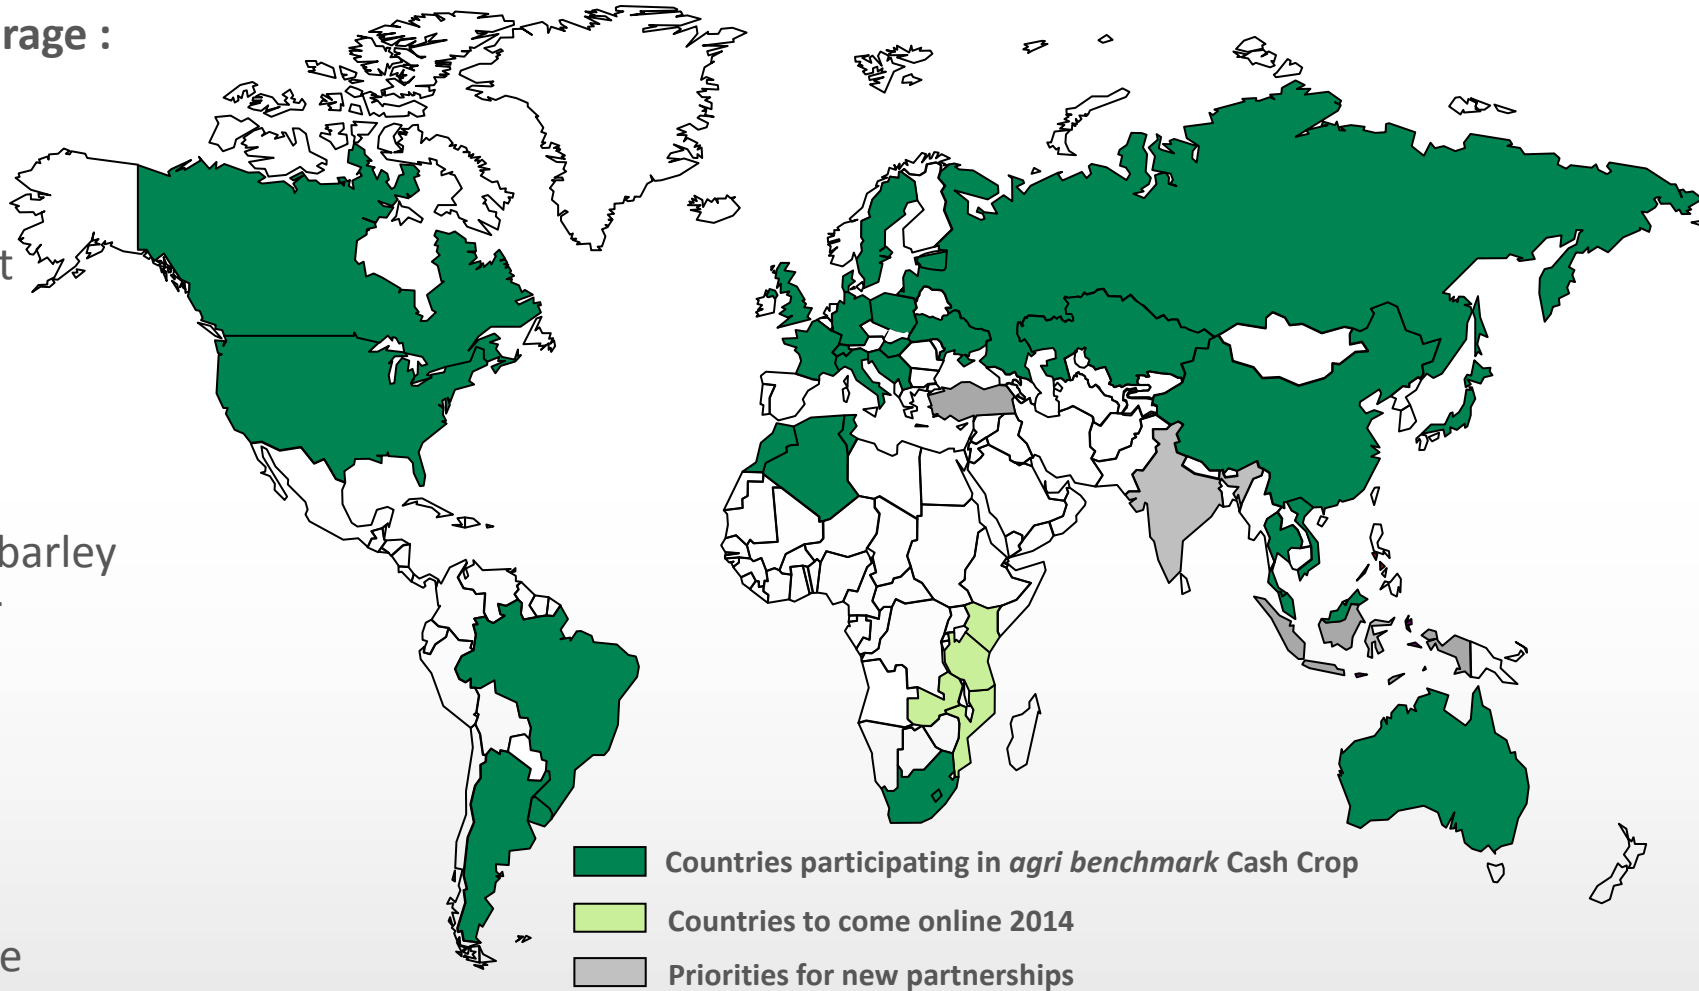 rage :
t
barley
e
Countries participating in agri benchmark Cash Crop
Countries to come online 2014
Priorities for new partnerships